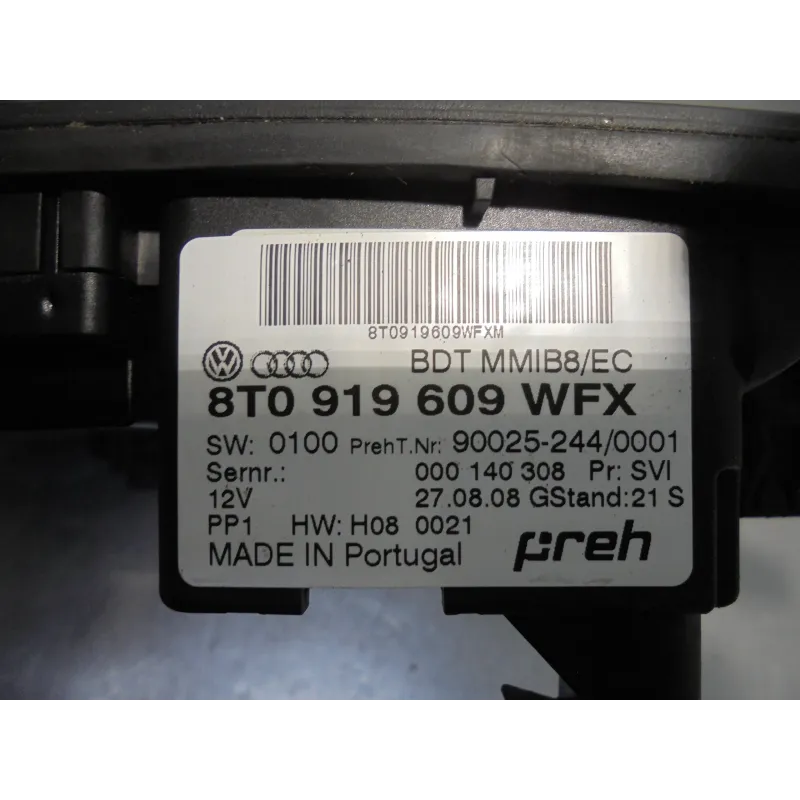 8T0919609WFXM
VW BDT MMIB8/EC
8T0 919 609 WFX
SW: 0100 PrehT.Nr: 90025-244/0001
Sernr.: 000 140 308 Pr: SVI
12V 27.08.08 GStand:21 S
PP1 HW: H08 0021
MADE IN Portugal preh